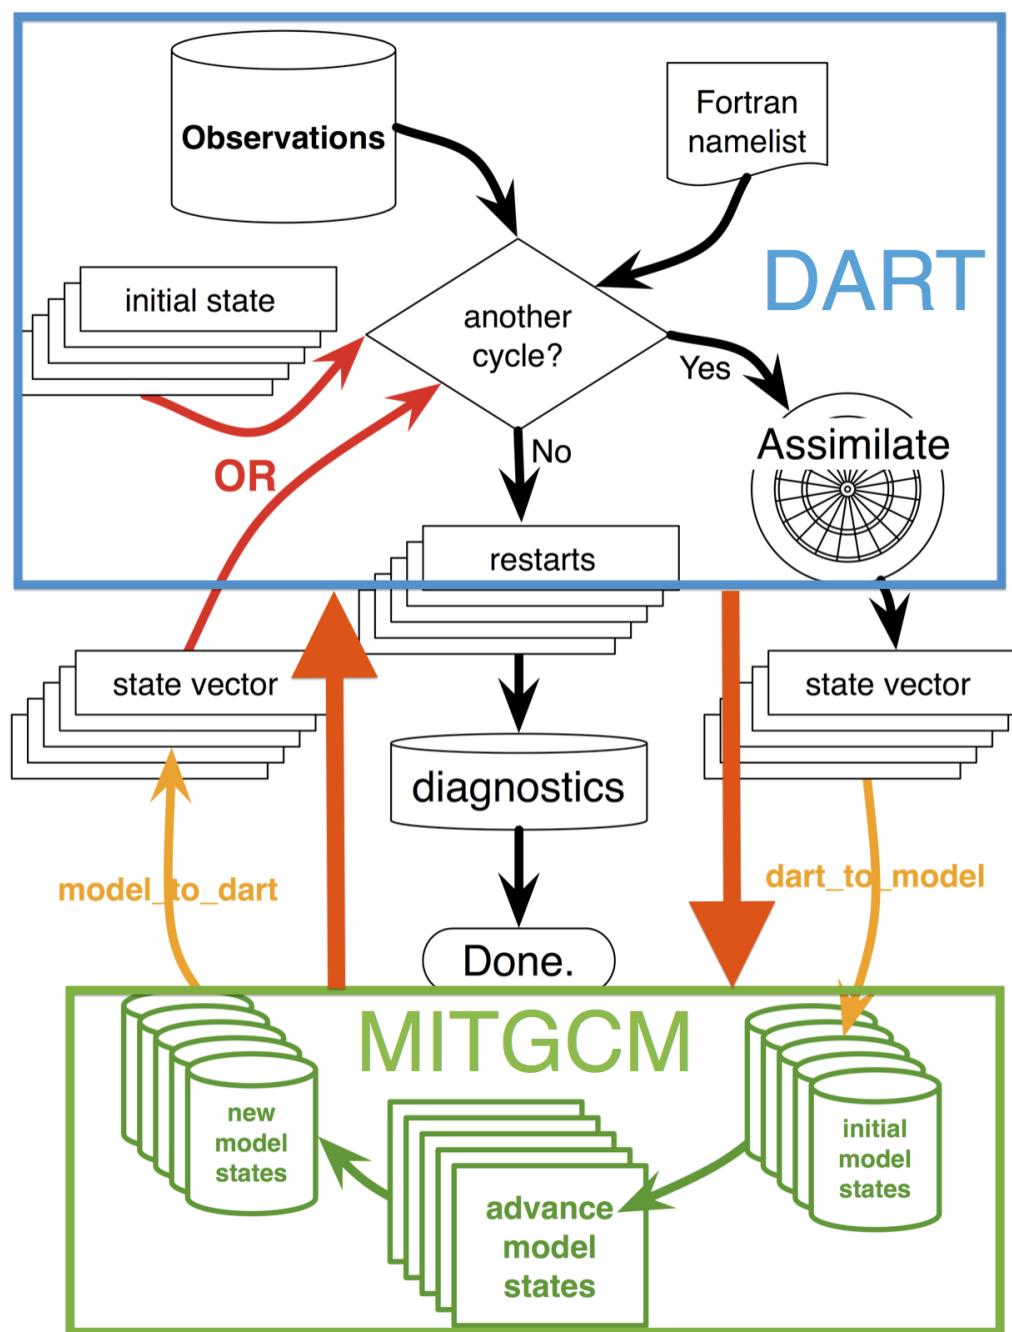 Observations
Fortran
namelist
DART
initial state
another
cycle?
Yes
Assimilate
OR
No
restarts
state vector
state vector
diagnostics
model_to_dart
dart_to_model
Done.
MITGCM
new
model
states
initial
model
states
advance
model
states